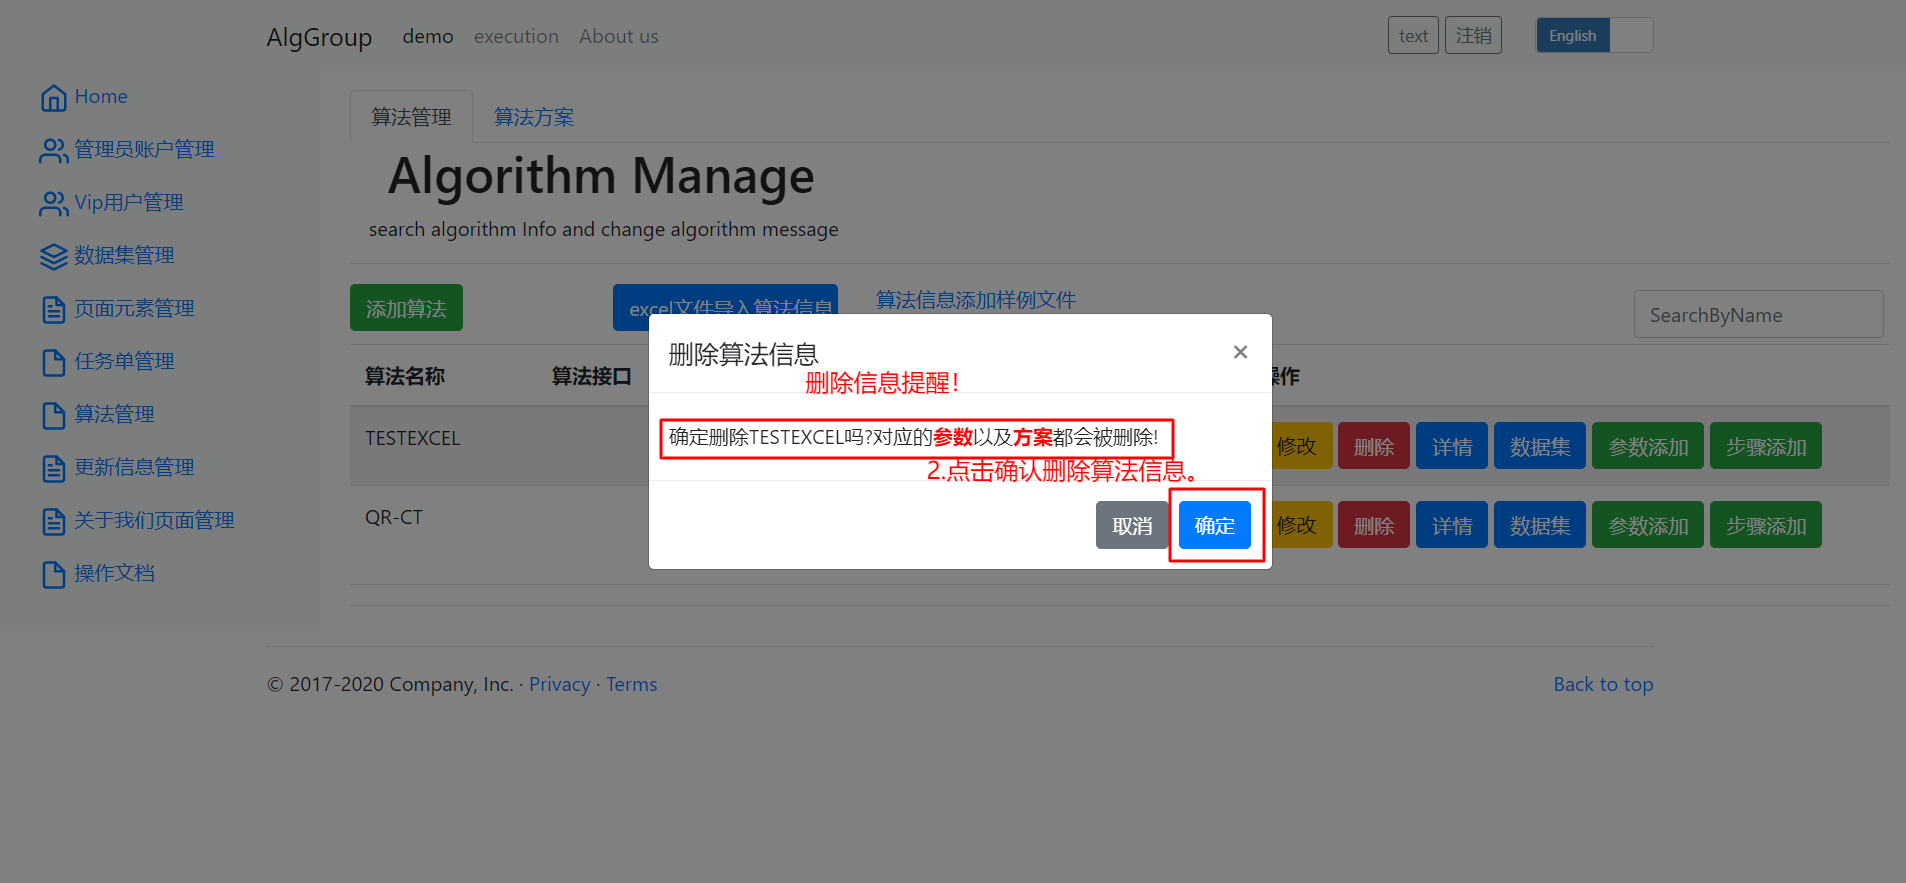 AlgGroup demo execution About us text 注销 English
Home
管理员账户管理
Vip用户管理
数据集管理
页面元素管理
任务单管理
算法管理
更新信息管理
关于我们页面管理
操作文档
算法管理 算法方案
Algorithm Manage
search algorithm Info and change algorithm message
添加算法 excel文件导入算法信息 算法信息添加样例文件 SearchByName
算法名称 算法接口 操作
TESTEXCEL 修改 删除 详情 数据集 参数添加 步骤添加
QR-CT 修改 删除 详情 数据集 参数添加 步骤添加
删除算法信息 ×
删除信息提醒！
确定删除TESTEXCEL吗?对应的参数以及方案都会被删除!
2.点击确认删除算法信息。
取消 确定
© 2017-2020 Company, Inc. · Privacy · Terms Back to top